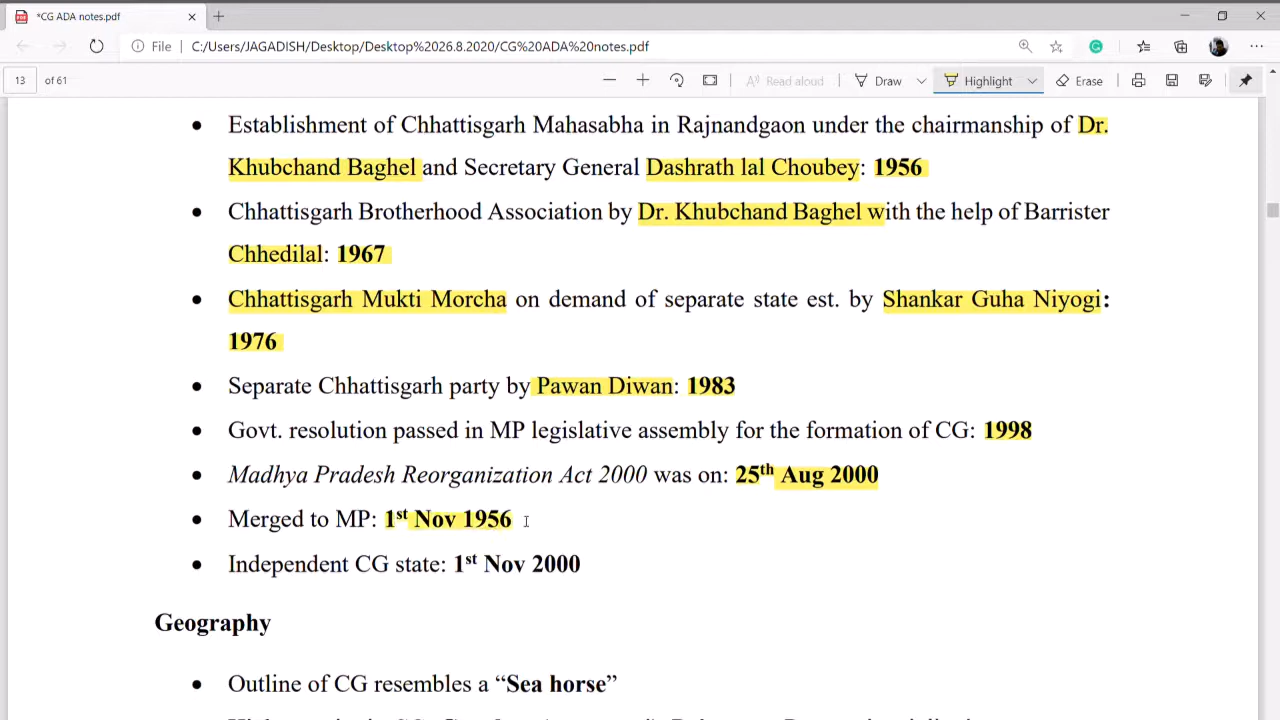 *CG ADA notes.pdf
File | C:/Users/JAGADISH/Desktop/Desktop%2026.8.2020/CG%20ADA%20notes.pdf
13 of 61 Read aloud Draw Highlight Erase
• Establishment of Chhattisgarh Mahasabha in Rajnandgaon under the chairmanship of Dr.
Khubchand Baghel and Secretary General Dashrath lal Choubey: 1956
• Chhattisgarh Brotherhood Association by Dr. Khubchand Baghel with the help of Barrister
Chhedilal: 1967
• Chhattisgarh Mukti Morcha on demand of separate state est. by Shankar Guha Niyogi:
1976
• Separate Chhattisgarh party by Pawan Diwan: 1983
• Govt. resolution passed in MP legislative assembly for the formation of CG: 1998
• Madhya Pradesh Reorganization Act 2000 was on: 25th Aug 2000
• Merged to MP: 1st Nov 1956
• Independent CG state: 1st Nov 2000
Geography
• Outline of CG resembles a “Sea horse”